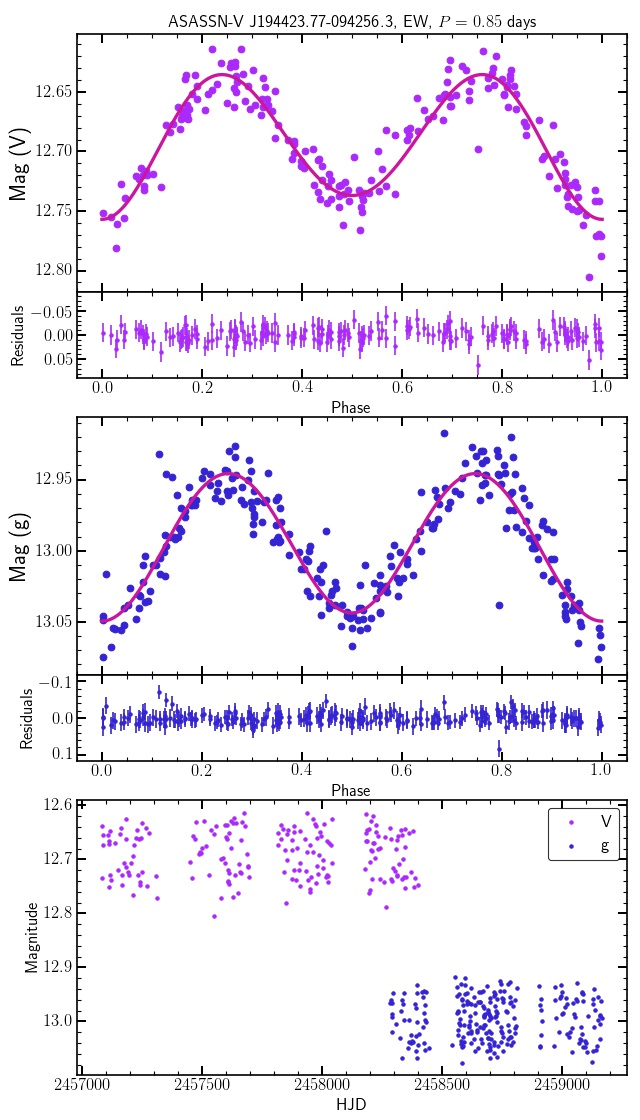 ASASSN-V J194423.77-094256.3, EW, P = 0.85 days
12.65
12.70
12.75
12.80
Mag (V)
−0.05
0.00
0.05
Residuals
0.0 0.2 0.4 0.6 0.8 1.0
Phase
12.95
13.00
13.05
Mag (g)
−0.1
0.0
0.1
Residuals
0.0 0.2 0.4 0.6 0.8 1.0
Phase
12.6
12.7
12.8
12.9
13.0
Magnitude
V
g
2457000 2457500 2458000 2458500 2459000
HJD